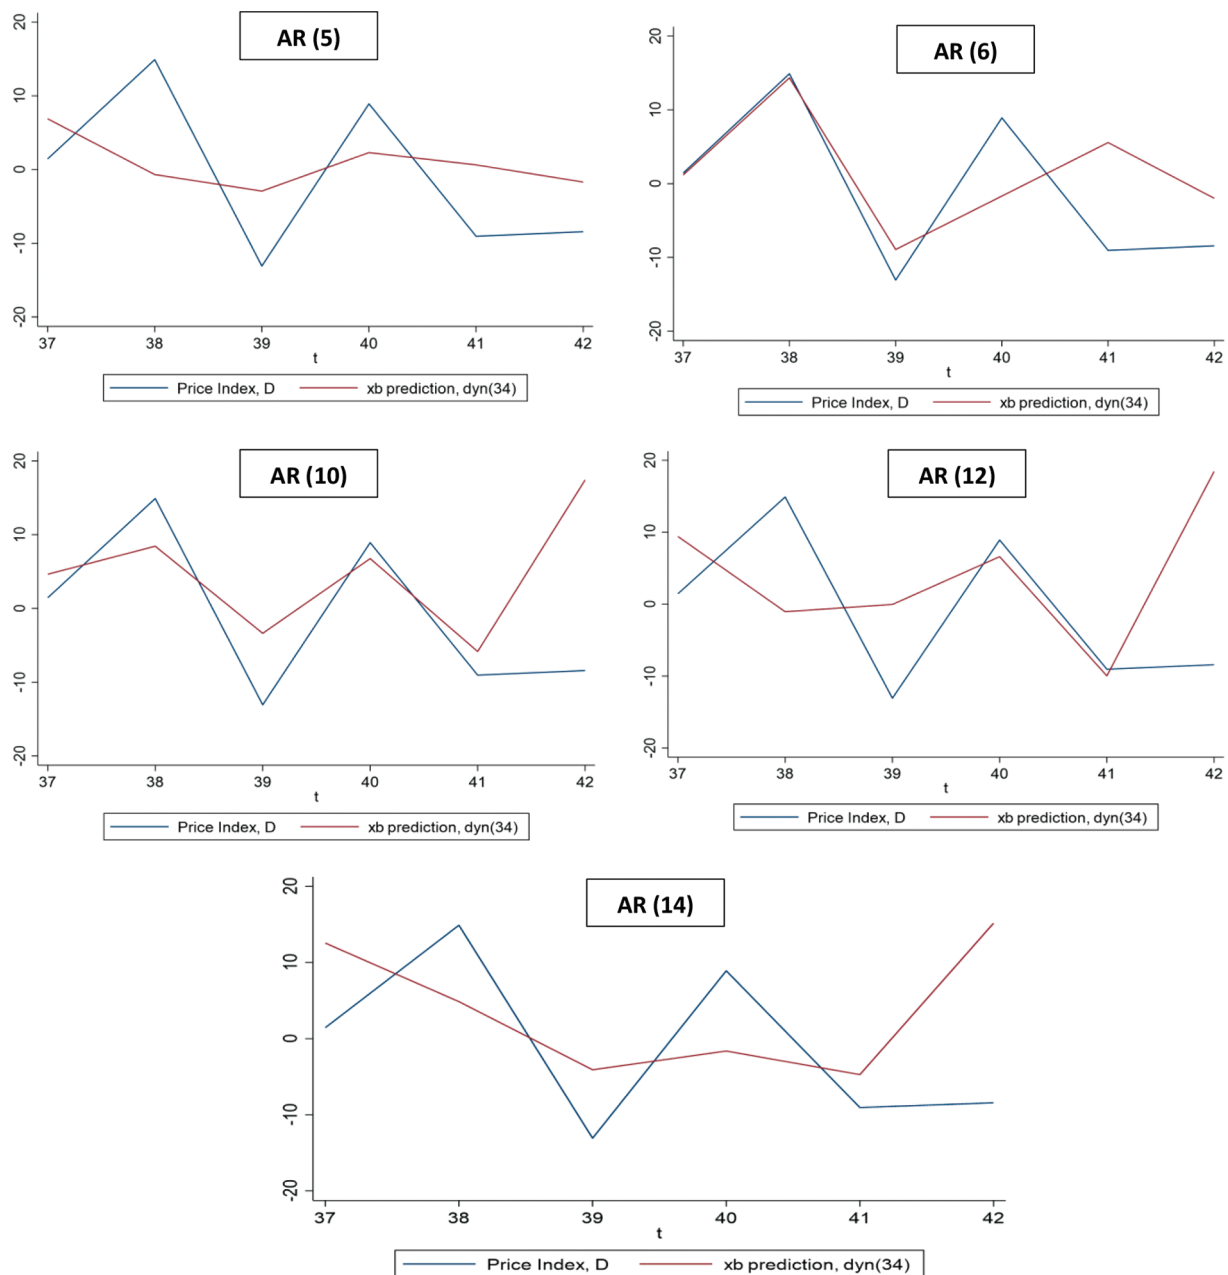 AR (5)
20
10
0
-10
-20
37 38 39 40 41 42
t
Price Index, D xb prediction, dyn(34)
AR (6)
20
10
0
-10
-20
37 38 39 40 41 42
t
Price Index, D xb prediction, dyn(34)
AR (10)
20
10
0
-10
-20
37 38 39 40 41 42
t
Price Index, D xb prediction, dyn(34)
AR (12)
20
10
0
-10
-20
37 38 39 40 41 42
t
Price Index, D xb prediction, dyn(34)
AR (14)
20
10
0
-10
-20
37 38 39 40 41 42
t
Price Index, D xb prediction, dyn(34)